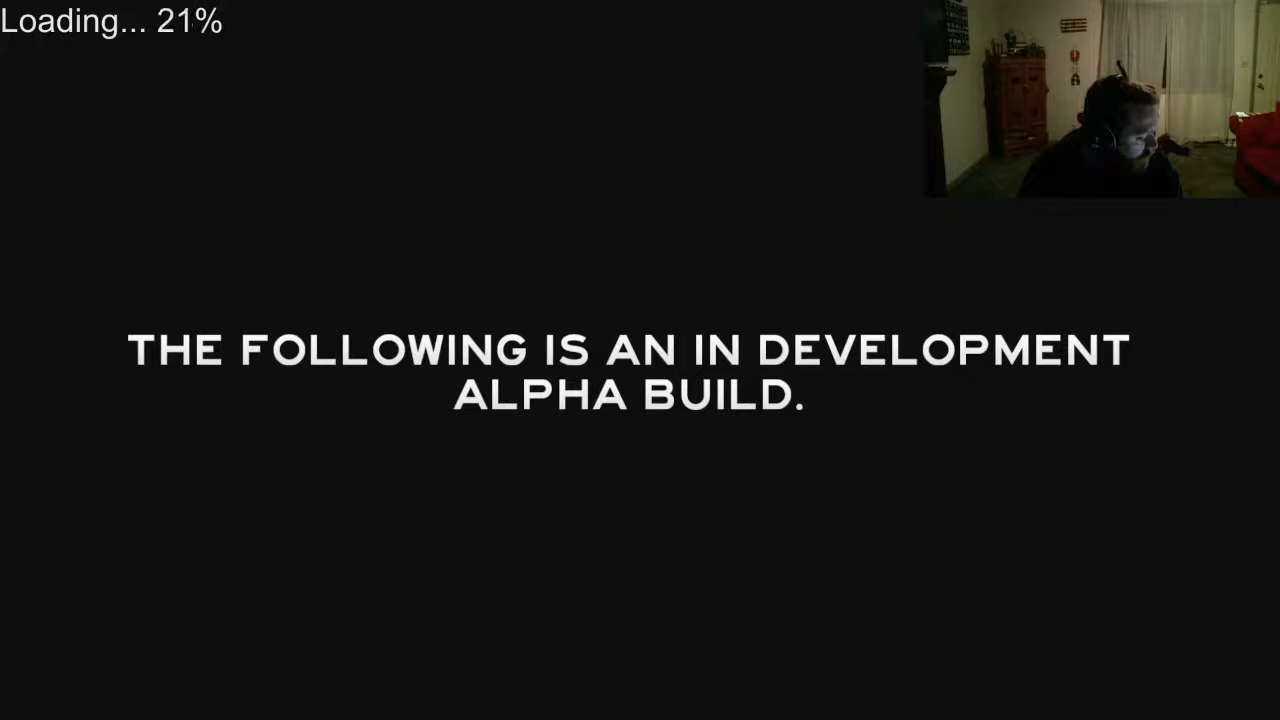 Loading... 21%
THE FOLLOWING IS AN IN DEVELOPMENT
ALPHA BUILD.